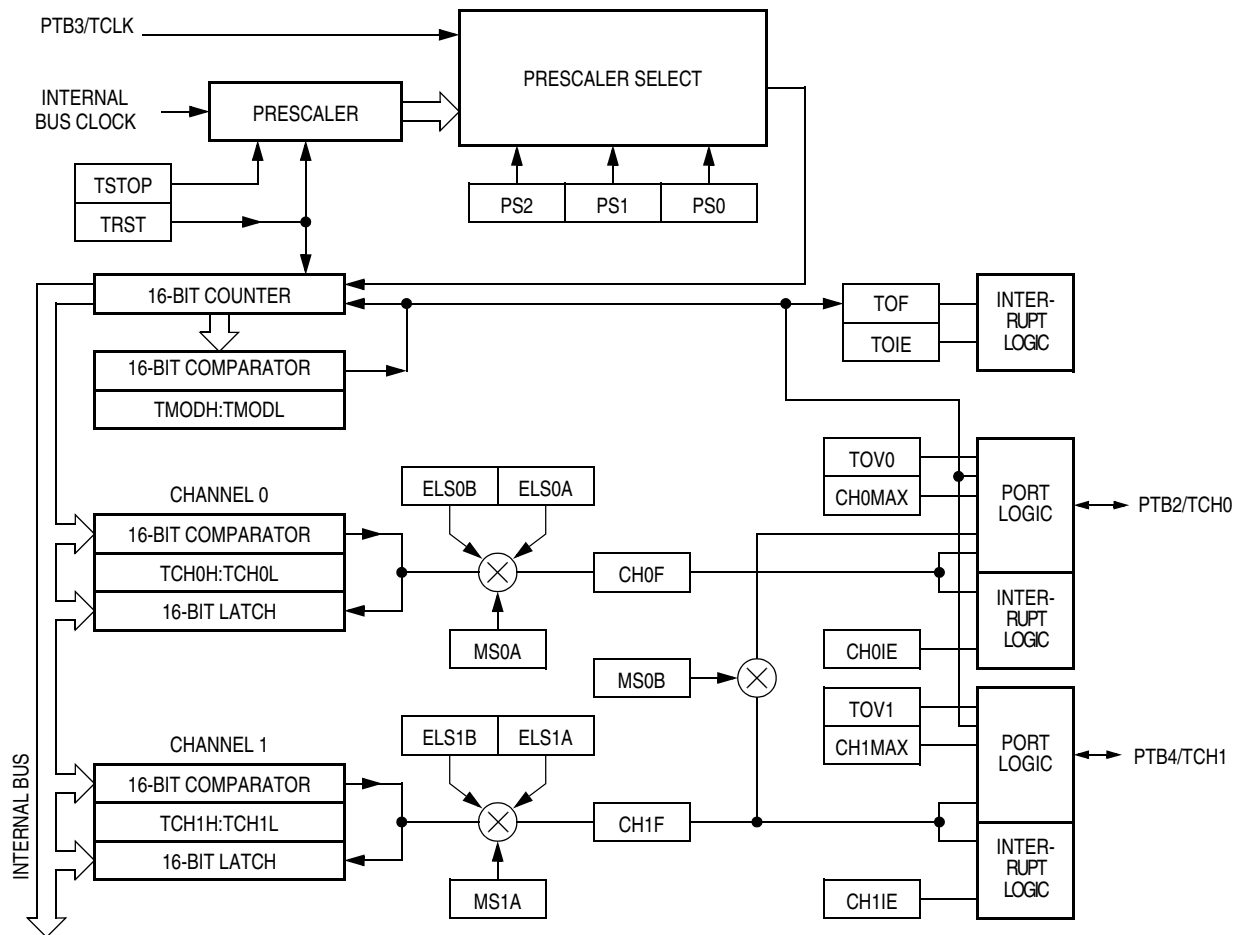 PTB3/TCLK
PRESCALER SELECT
INTERNAL
BUS CLOCK
PRESCALER
TSTOP
TRST
PS2
PS1
PS0
16-BIT COUNTER
TOF
TOIE
INTER-
RUPT
LOGIC
16-BIT COMPARATOR
TMODH:TMODL
CHANNEL 0
ELS0B
ELS0A
TOV0
CH0MAX
PORT
LOGIC
PTB2/TCH0
16-BIT COMPARATOR
TCH0H:TCH0L
16-BIT LATCH
CH0F
MS0A
INTER-
RUPT
LOGIC
CH0IE
MS0B
CHANNEL 1
ELS1B
ELS1A
TOV1
CH1MAX
PORT
LOGIC
PTB4/TCH1
16-BIT COMPARATOR
TCH1H:TCH1L
16-BIT LATCH
CH1F
MS1A
INTER-
RUPT
LOGIC
CH1IE
INTERNAL BUS